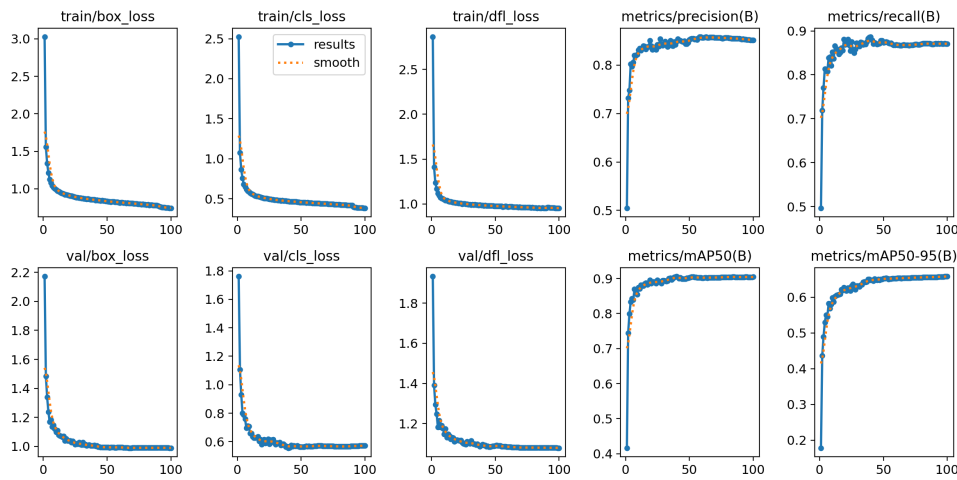 train/box_loss
3.0
2.5
2.0
1.5
1.0
0 50 100
train/cls_loss
results
smooth
2.5
2.0
1.5
1.0
0.5
0 50 100
train/dfl_loss
2.5
2.0
1.5
1.0
0 50 100
metrics/precision(B)
0.8
0.7
0.6
0.5
0 50 100
metrics/recall(B)
0.9
0.8
0.7
0.6
0.5
0 50 100
val/box_loss
2.2
2.0
1.8
1.6
1.4
1.2
1.0
0 50 100
val/cls_loss
1.8
1.6
1.4
1.2
1.0
0.8
0.6
0 50 100
val/dfl_loss
1.8
1.6
1.4
1.2
0 50 100
metrics/mAP50(B)
0.9
0.8
0.7
0.6
0.5
0.4
0 50 100
metrics/mAP50-95(B)
0.6
0.5
0.4
0.3
0.2
0 50 100